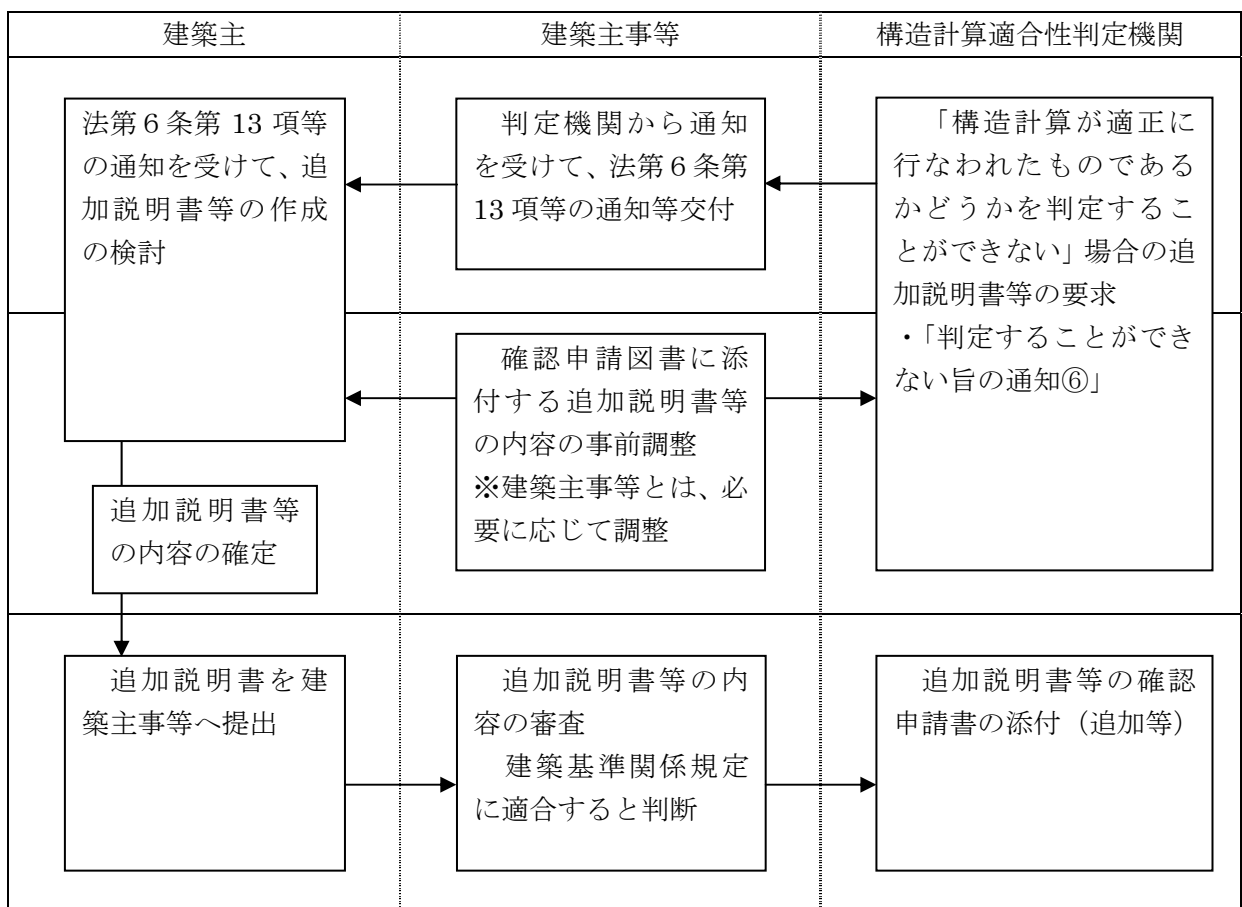 建築主
建築主事等
構造計算適合性判定機関
法第６条第 13 項等
の通知を受けて、追
加説明書等の作成
の検討
判定機関から通知
を受けて、法第６条第
13 項等の通知等交付
「構造計算が適正に
行なわれたものである
かどうかを判定するこ
とができない」場合の追
加説明書等の要求
・「判定することができ
ない旨の通知⑥」
確認申請図書に添
付する追加説明書等
の内容の事前調整
※建築主事等とは、必
要に応じて調整
追加説明書等
の内容の確定
追加説明書を建
築主事等へ提出
追加説明書等の内
容の審査
建築基準関係規定
に適合すると判断
追加説明書等の確認
申請書の添付（追加等）